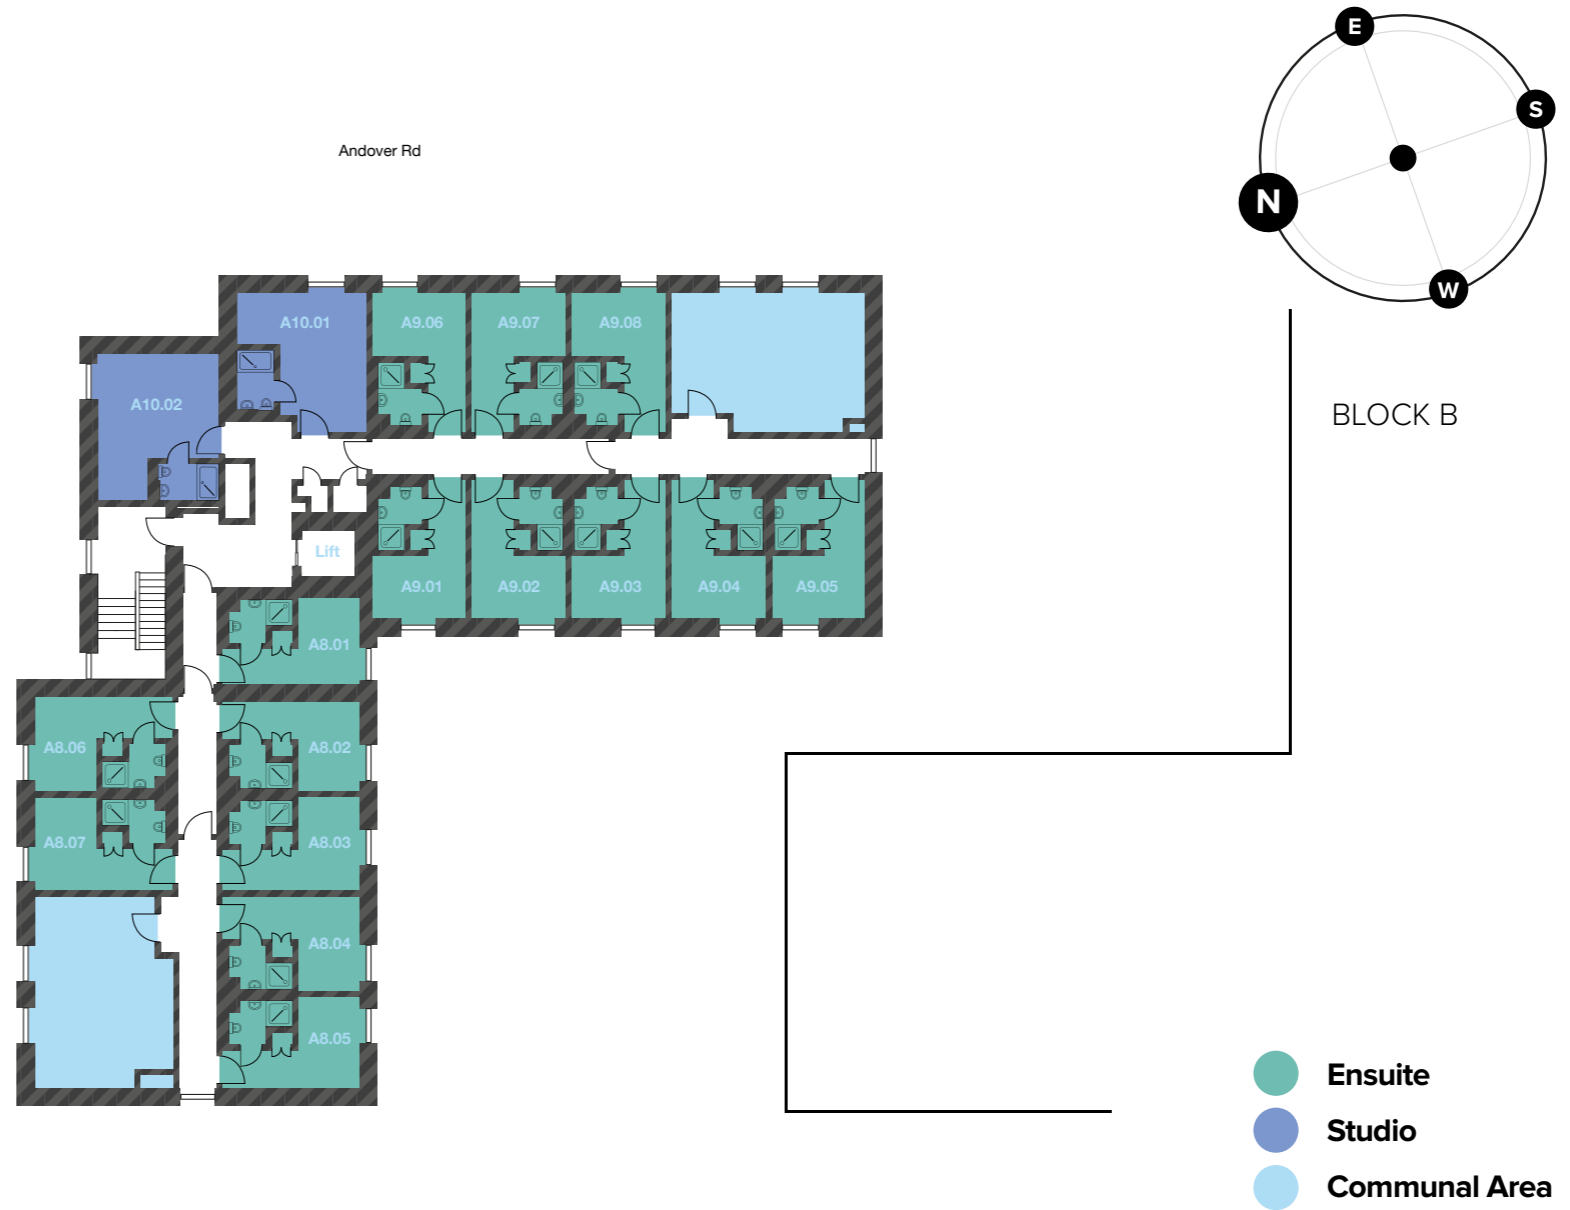 E
S
N
W
Andover Rd
A10.01
A9.06
A9.07
A9.08
A10.02
BLOCK B
Lift
A9.01
A9.02
A9.03
A9.04
A9.05
A8.01
A8.06
A8.02
A8.07
A8.03
A8.04
A8.05
Ensuite
Studio
Communal Area